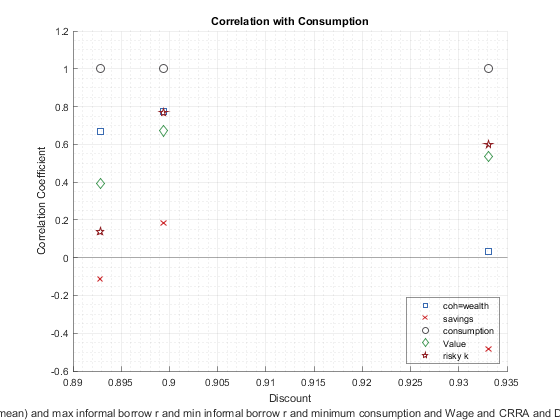 Correlation with Consumption
1.2
1
0.8
0.6
0.4
0.2
0
-0.2
-0.4
-0.6
Correlation Coefficient
coh=wealth
savings
consumption
Value
risky k
0.89 0.895 0.9 0.905 0.91 0.915 0.92 0.925 0.93 0.935
Discount
mean) and max informal borrow r and min informal borrow r and minimum consumption and Wage and CRRA and